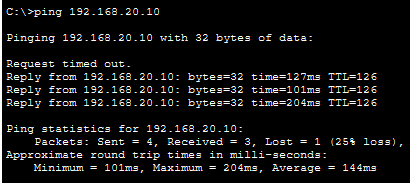 C:\>ping 192.168.20.10
Pinging 192.168.20.10 with 32 bytes of data:
Request timed out.
Reply from 192.168.20.10: bytes=32 time=127ms TTL=126
Reply from 192.168.20.10: bytes=32 time=101ms TTL=126
Reply from 192.168.20.10: bytes=32 time=204ms TTL=126
Ping statistics for 192.168.20.10:
Packets: Sent = 4, Received = 3, Lost = 1 (25% loss),
Approximate round trip times in milli-seconds:
Minimum = 101ms, Maximum = 204ms, Average = 144ms